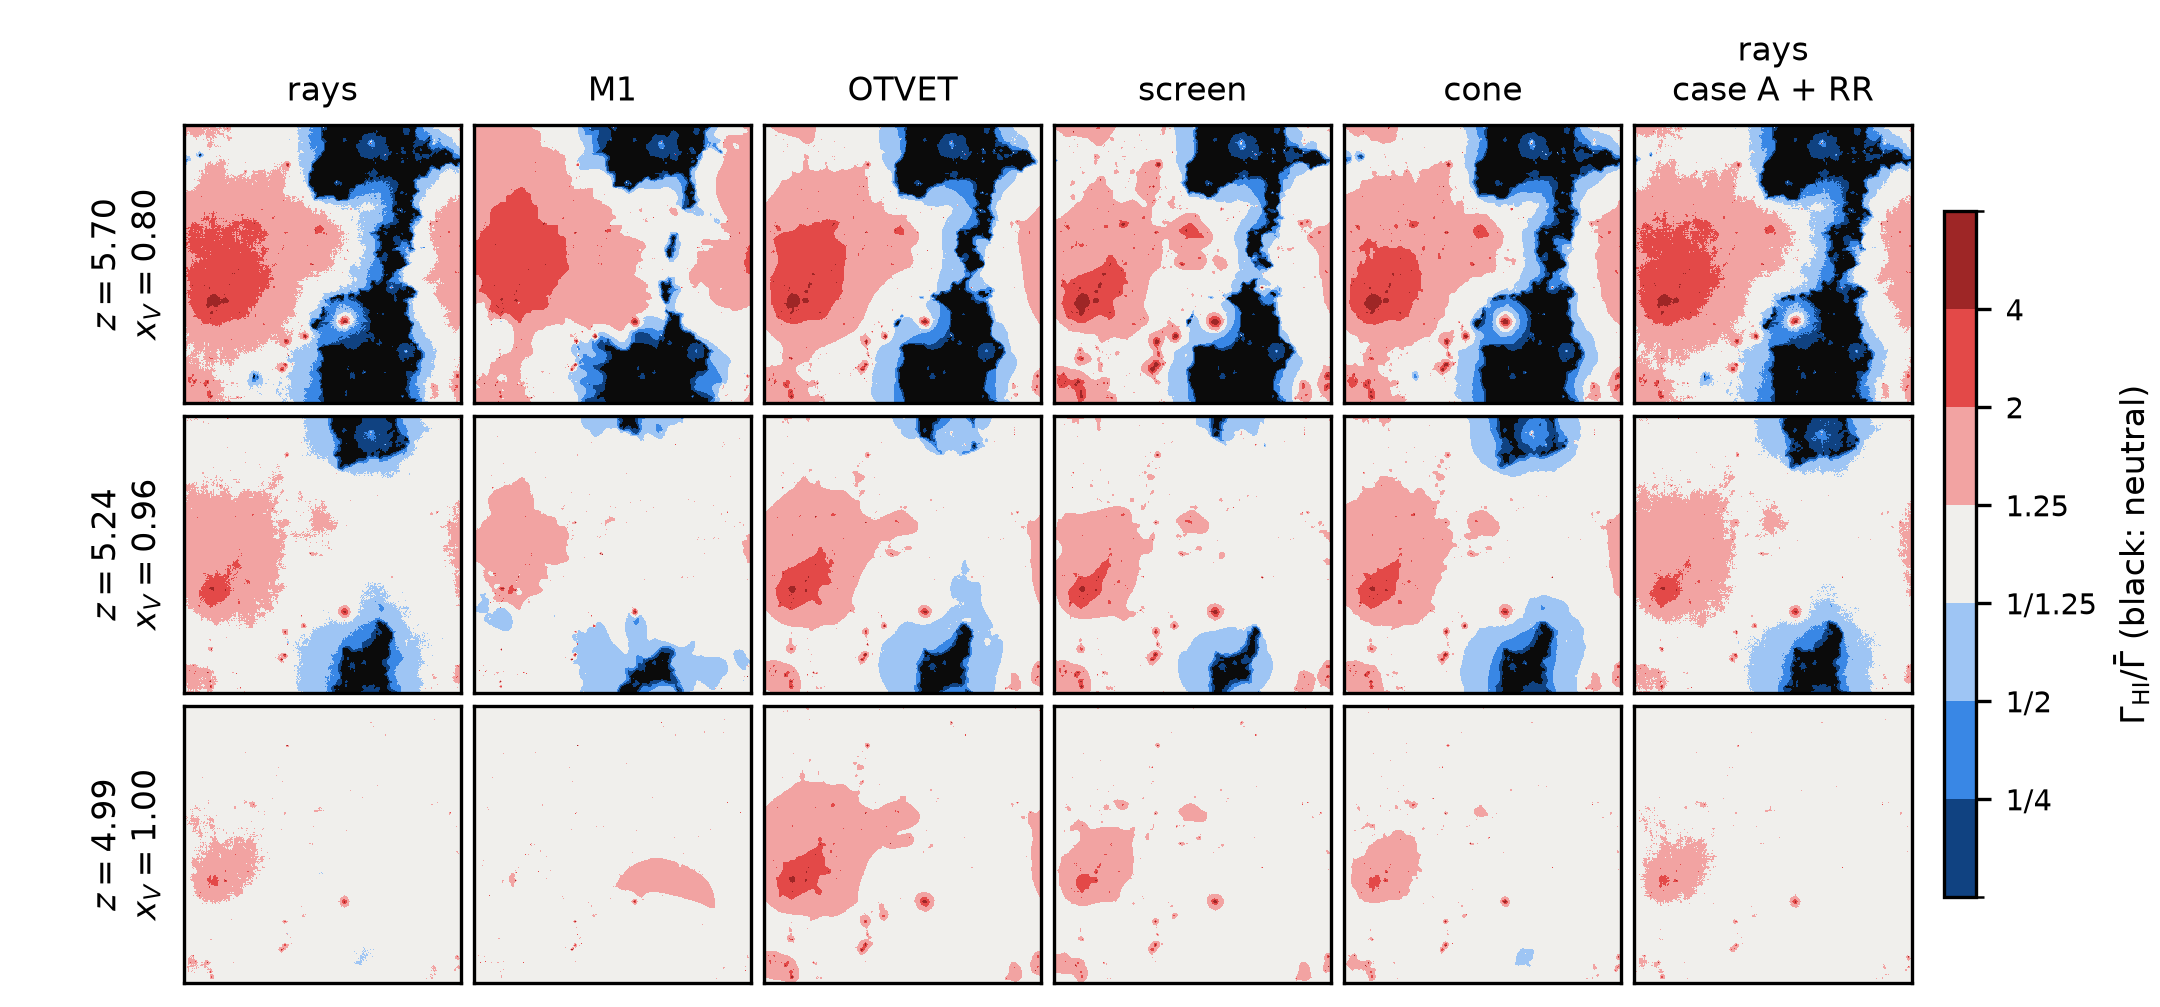 rays
rays M1 OTVET screen cone case A + RR
z = 5.70
x_V = 0.80
z = 5.24
x_V = 0.96
z = 4.99
x_V = 1.00
4
2
1.25
1/1.25
1/2
1/4
Γ_HI/Γ̄ (black: neutral)